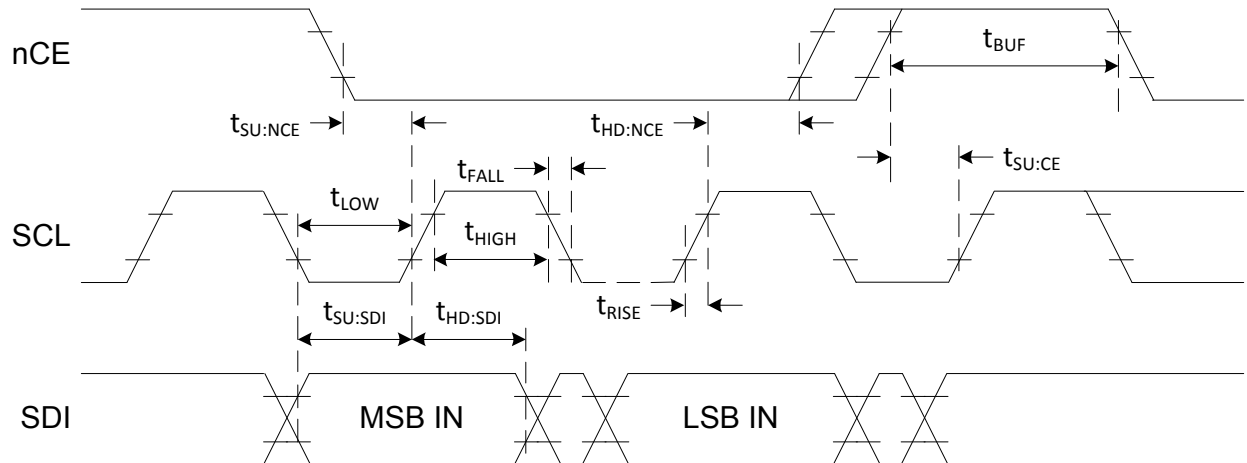 nCE
tBUF
tSU:NCE
tHD:NCE
tSU:CE
tFALL
tLOW
SCL
tHIGH
tRISE
tSU:SDI
tHD:SDI
SDI
MSB IN
LSB IN